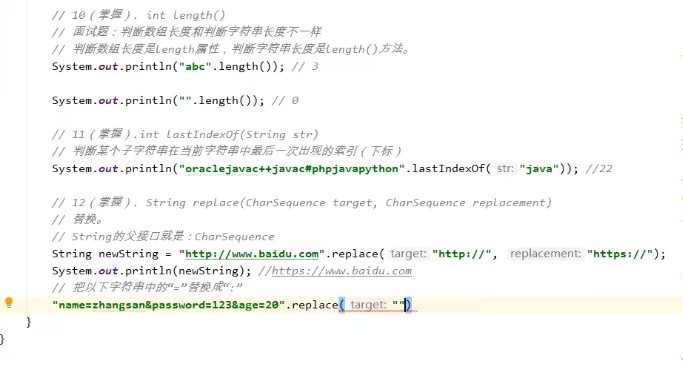 // 10（掌握）. int length()
// 面试题：判断数组长度和判断字符串长度不一样
// 判断数组长度是length属性，判断字符串长度是length()方法。
System.out.println("abc".length()); // 3
System.out.println("".length()); // 0
// 11（掌握）.int lastIndexOf(String str)
// 判断某个子字符串在当前字符串中最后一次出现的索引（下标）
System.out.println("oraclejavac++javac#phpjavapython".lastIndexOf( str: "java")); //22
// 12（掌握）. String replace(CharSequence target, CharSequence replacement)
// 替换。
// String的父接口就是：CharSequence
String newString = "http://www.baidu.com".replace( target: "http://", replacement: "https://");
System.out.println(newString); //https://www.baidu.com
// 把以下字符串中的“=”替换成“:”
"name=zhangsan&password=123&age=20".replace( target: "")
}
}